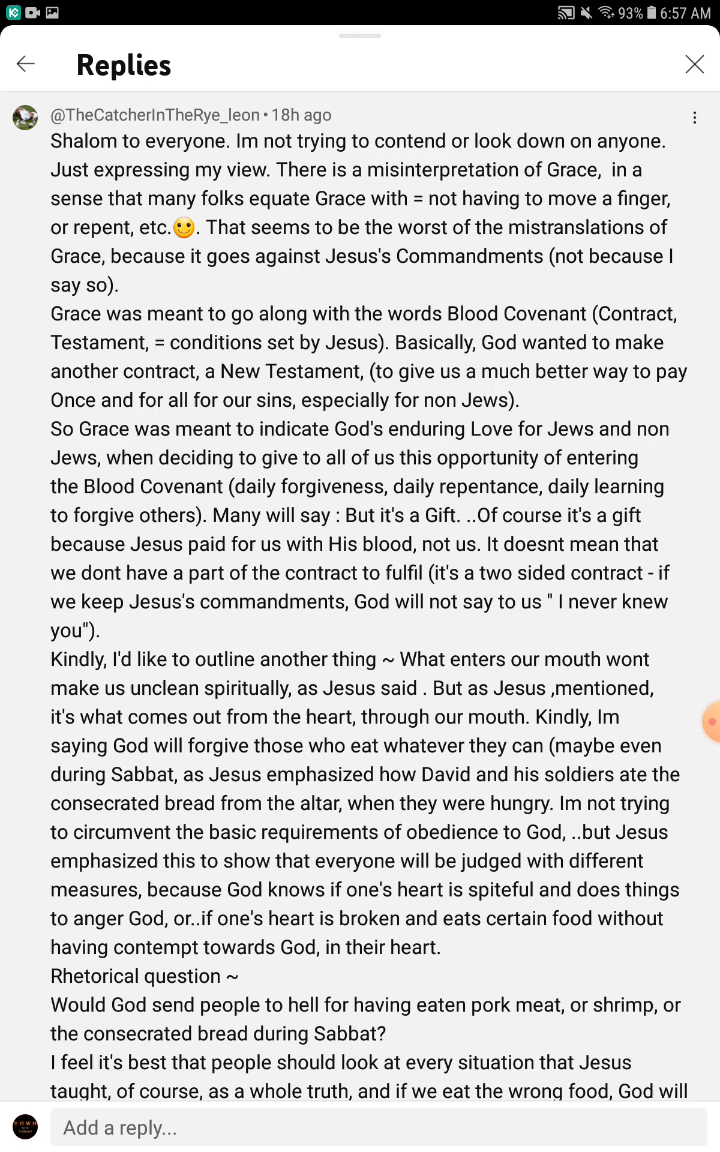 93% 6:57 AM
Replies
@TheCatcherInTheRye_leon • 18h ago
Shalom to everyone. Im not trying to contend or look down on anyone.
Just expressing my view. There is a misinterpretation of Grace,  in a
sense that many folks equate Grace with = not having to move a finger,
or repent, etc.🙂. That seems to be the worst of the mistranslations of
Grace, because it goes against Jesus's Commandments (not because I
say so).
Grace was meant to go along with the words Blood Covenant (Contract,
Testament, = conditions set by Jesus). Basically, God wanted to make
another contract, a New Testament, (to give us a much better way to pay
Once and for all for our sins, especially for non Jews).
So Grace was meant to indicate God's enduring Love for Jews and non
Jews, when deciding to give to all of us this opportunity of entering
the Blood Covenant (daily forgiveness, daily repentance, daily learning
to forgive others). Many will say : But it's a Gift. ..Of course it's a gift
because Jesus paid for us with His blood, not us. It doesnt mean that
we dont have a part of the contract to fulfil (it's a two sided contract - if
we keep Jesus's commandments, God will not say to us " I never knew
you").
Kindly, I'd like to outline another thing ~ What enters our mouth wont
make us unclean spiritually, as Jesus said . But as Jesus ,mentioned,
it's what comes out from the heart, through our mouth. Kindly, Im
saying God will forgive those who eat whatever they can (maybe even
during Sabbat, as Jesus emphasized how David and his soldiers ate the
consecrated bread from the altar, when they were hungry. Im not trying
to circumvent the basic requirements of obedience to God, ..but Jesus
emphasized this to show that everyone will be judged with different
measures, because God knows if one's heart is spiteful and does things
to anger God, or..if one's heart is broken and eats certain food without
having contempt towards God, in their heart.
Rhetorical question ~
Would God send people to hell for having eaten pork meat, or shrimp, or
the consecrated bread during Sabbat?
I feel it's best that people should look at every situation that Jesus
taught, of course, as a whole truth, and if we eat the wrong food, God will
Add a reply...